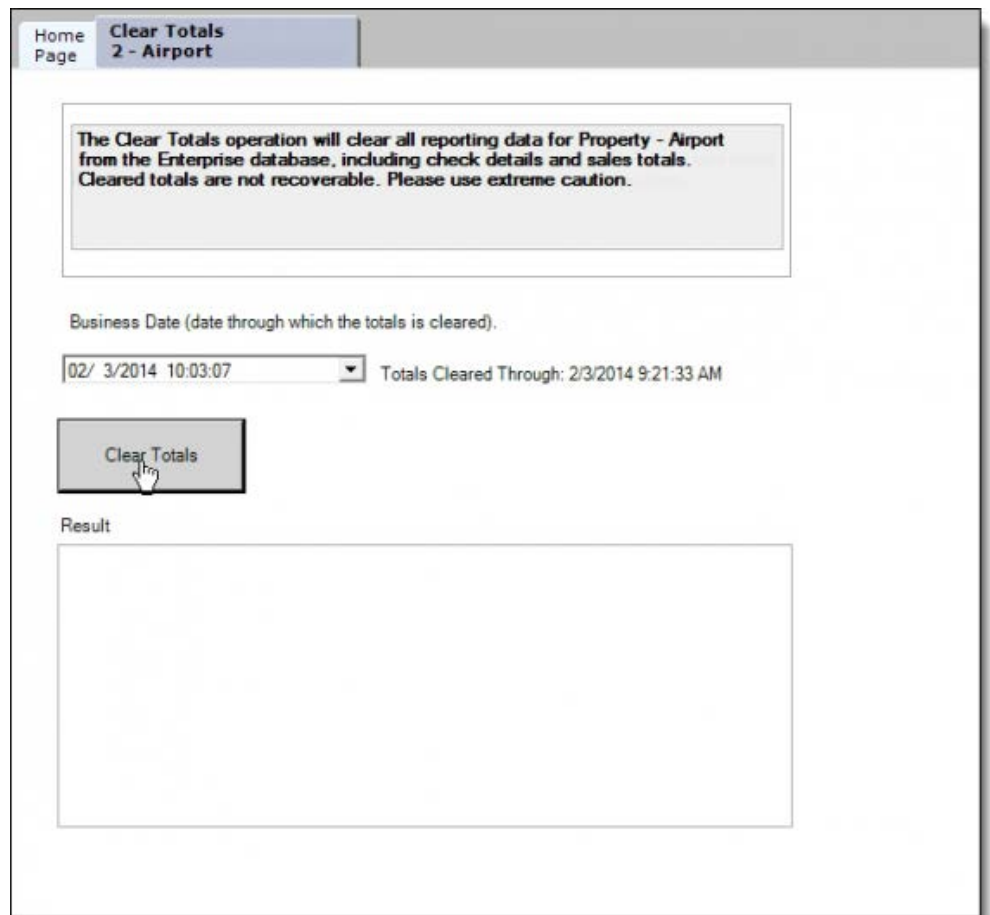 Home
Page
Clear Totals
2 - Airport
The Clear Totals operation will clear all reporting data for Property - Airport
from the Enterprise database, including check details and sales totals.
Cleared totals are not recoverable. Please use extreme caution.
Business Date (date through which the totals is cleared).
02/ 3/2014 10:03:07
Totals Cleared Through: 2/3/2014 9:21:33 AM
Clear Totals
Result